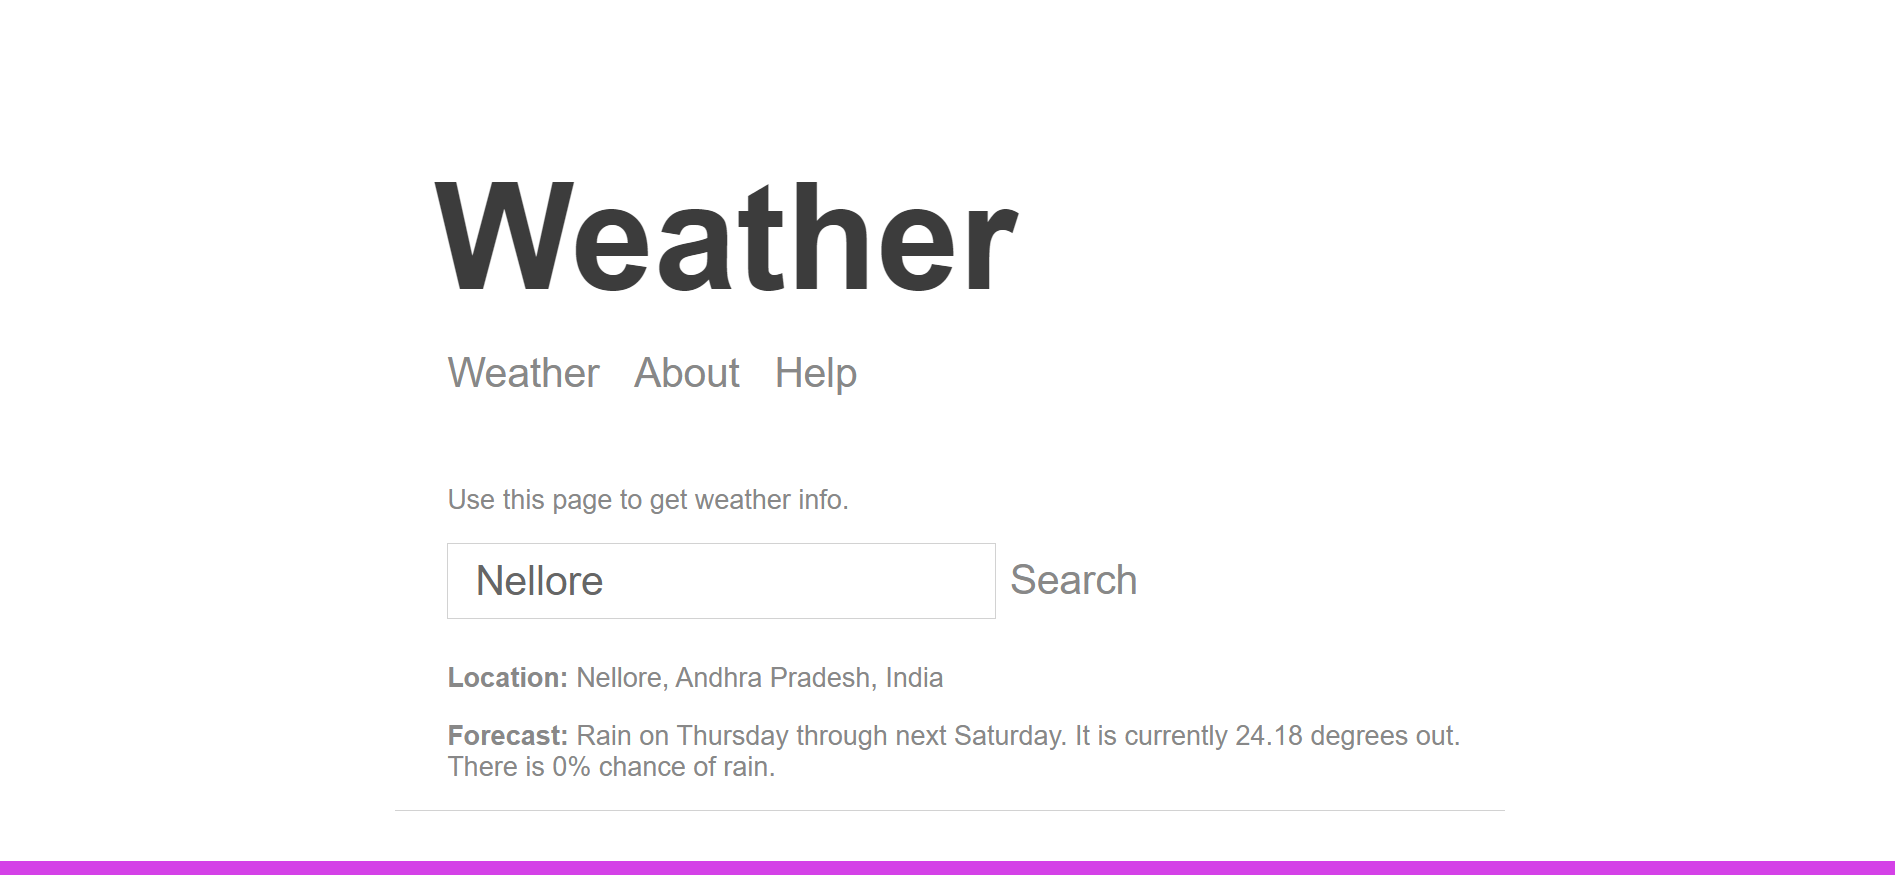 Weather
Weather About Help
Use this page to get weather info.
Nellore Search
Location: Nellore, Andhra Pradesh, India
Forecast: Rain on Thursday through next Saturday. It is currently 24.18 degrees out.
There is 0% chance of rain.